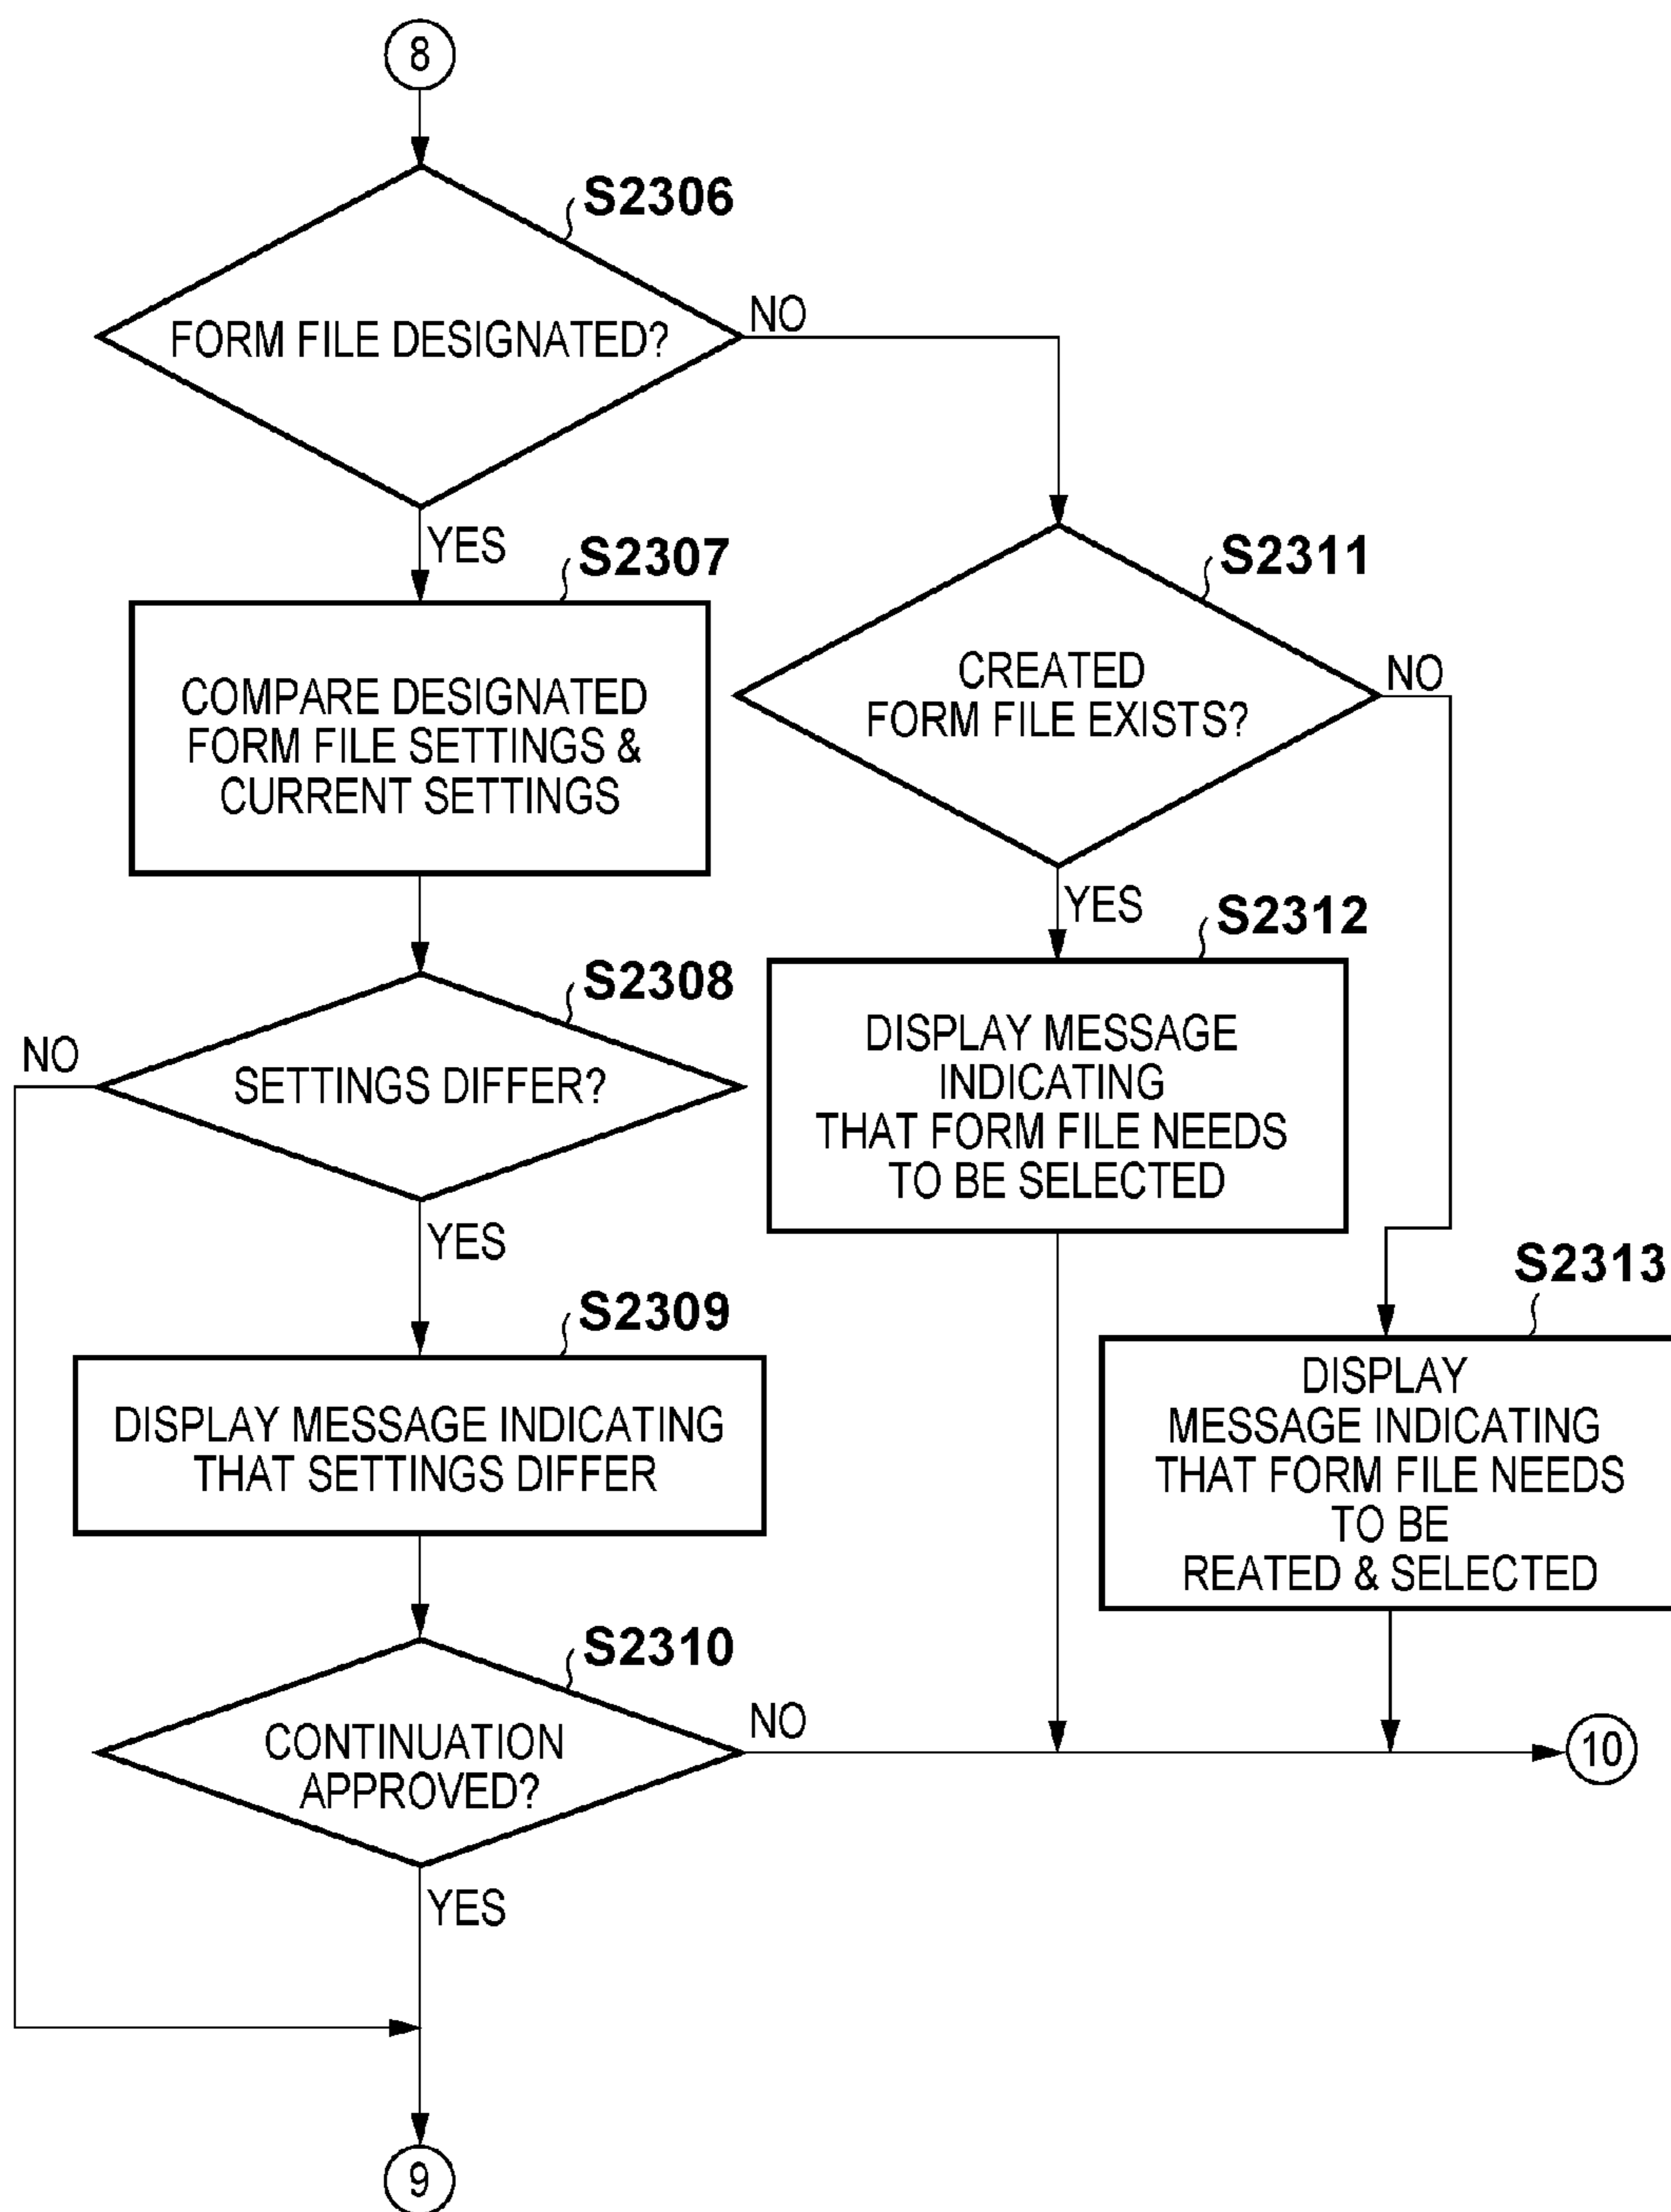 8
S2306
FORM FILE DESIGNATED?
NO
YES
S2307
COMPARE DESIGNATED
FORM FILE SETTINGS &
CURRENT SETTINGS
S2311
CREATED
FORM FILE EXISTS?
NO
YES
S2308
SETTINGS DIFFER?
NO
YES
S2312
DISPLAY MESSAGE
INDICATING
THAT FORM FILE NEEDS
TO BE SELECTED
S2309
DISPLAY MESSAGE INDICATING
THAT SETTINGS DIFFER
S2313
DISPLAY
MESSAGE INDICATING
THAT FORM FILE NEEDS
TO BE
REATED & SELECTED
S2310
CONTINUATION
APPROVED?
NO
10
YES
9